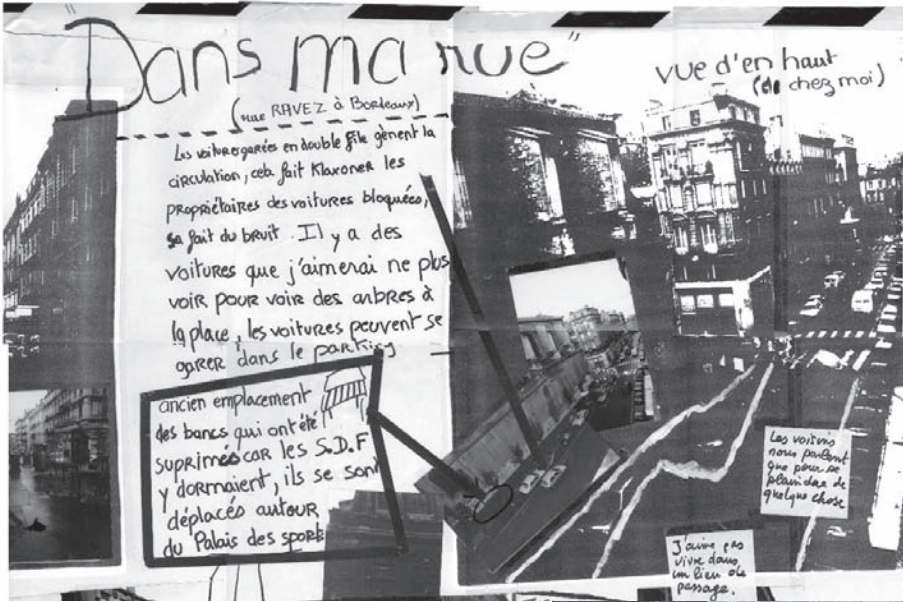 "Dans ma rue"
(rue RAVEZ à Bordeaux)
Les voitures garées en double file gènent la
circulation, cela fait Klaxoner les
propriétaires des voitures bloquées,
sa fait du bruit. Il y a des
voitures que j'aimerai ne plus
voir pour voir des arbres à
la place, les voitures peuvent se
garer dans le parking
ancien emplacement
des bancs qui ont été
suprimés car les S.D.F
y dormaient, ils se sont
déplacés autour
du Palais des sports
vue d'en haut
(de chez moi)
Les voisins
nous parlent
que pour se
plaindre de
quelque chose
J'aime pas
vivre dans
un lieu de
passage.